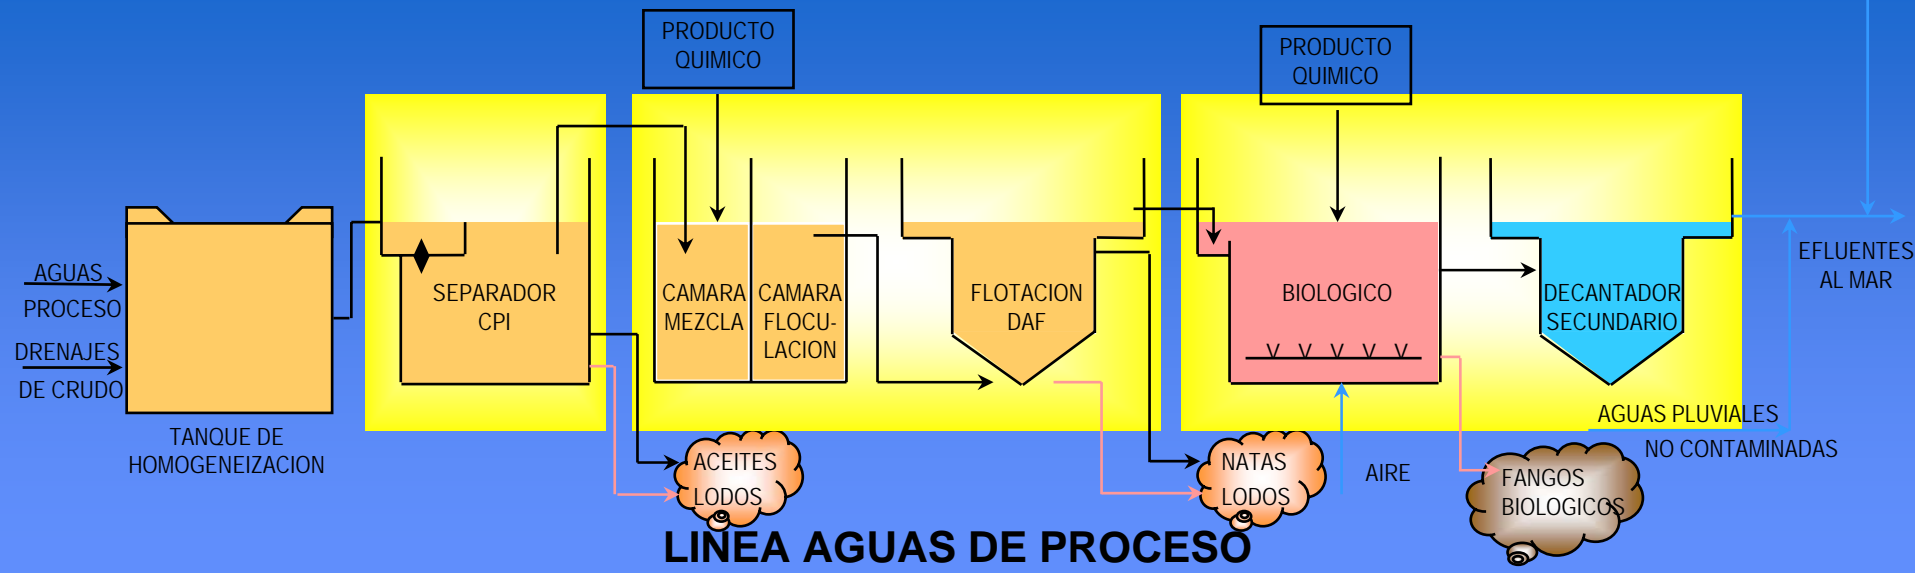 PRODUCTO
QUIMICO
PRODUCTO
QUIMICO
AGUAS
PROCESO
DRENAJES
DE CRUDO
TANQUE DE
HOMOGENEIZACION
SEPARADOR
CPI
CAMARA
MEZCLA
CAMARA
FLOCU-
LACION
FLOTACION
DAF
BIOLOGICO
V V V V V
DECANTADOR
SECUNDARIO
EFLUENTES
AL MAR
AGUAS PLUVIALES
NO CONTAMINADAS
ACEITES
LODOS
NATAS
LODOS
AIRE
FANGOS
BIOLOGICOS
LINEA AGUAS DE PROCESO